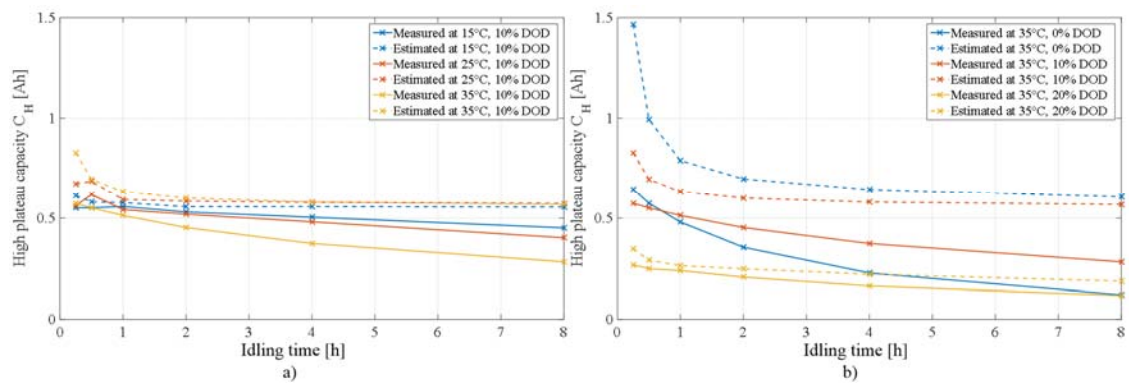 1.5
1
0.5
0
0 1 2 3 4 5 6 7 8
High plateau capacity C_H [Ah]
Idling time [h]
Measured at 15°C, 10% DOD
Estimated at 15°C, 10% DOD
Measured at 25°C, 10% DOD
Estimated at 25°C, 10% DOD
Measured at 35°C, 10% DOD
Estimated at 35°C, 10% DOD
a)
1.5
1
0.5
0
0 1 2 3 4 5 6 7 8
High plateau capacity C_H [Ah]
Idling time [h]
Measured at 35°C, 0% DOD
Estimated at 35°C, 0% DOD
Measured at 35°C, 10% DOD
Estimated at 35°C, 10% DOD
Measured at 35°C, 20% DOD
Estimated at 35°C, 20% DOD
b)